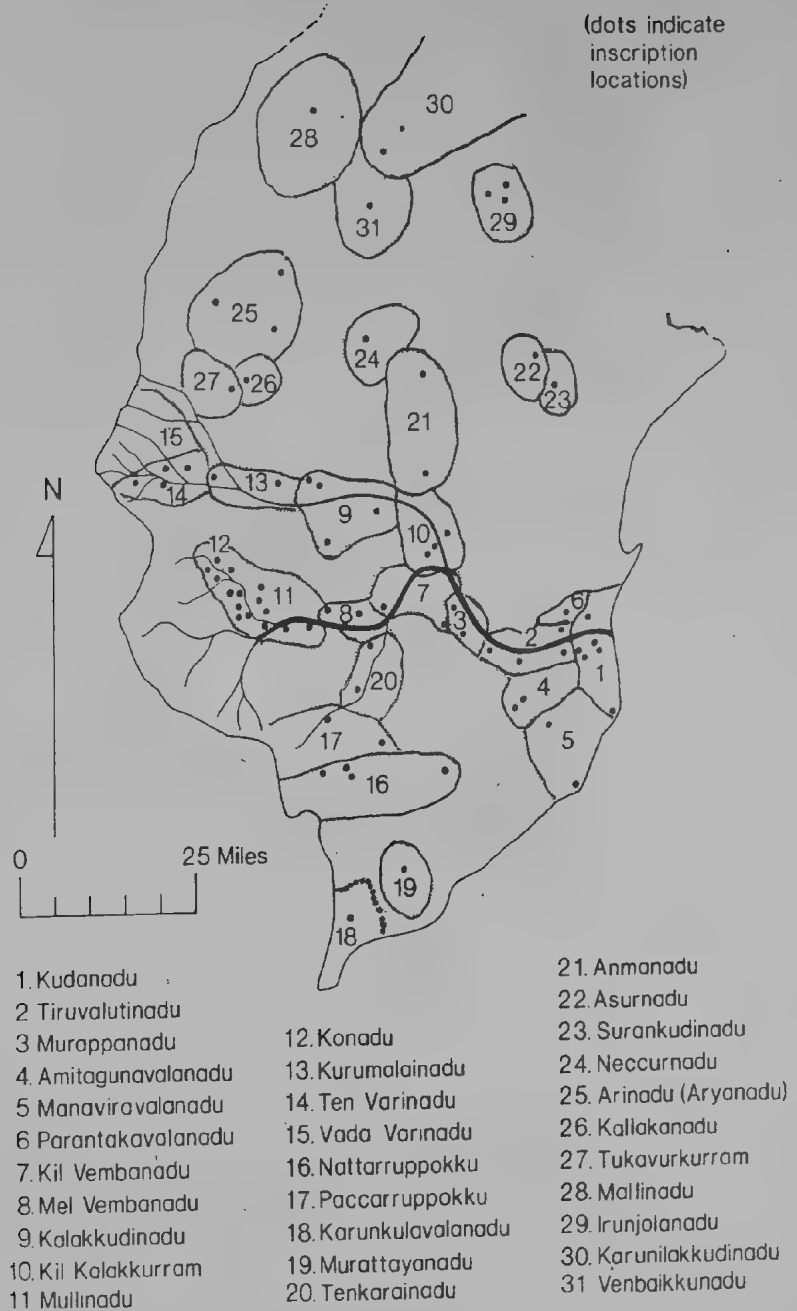 (dots indicate
inscription
locations)
30
28
31
29
25
24
22
27
26
23
21
15
N
13
14
9
12
10
11
7
6
8
3
2
1
20
4
5
17
16
0
25 Miles
19
18
1. Kudanadu
2 Tiruvalutinadu
3 Murappanadu
4. Amitagunavalanadu
5 Manaviravalanadu
6 Parantakavalanadu
7. Kil Vembanadu
8. Mel Vembanadu
9. Kalakkudinadu
10. Kil Kalakkurram
11 Mullinadu
12. Konadu
13. Kurumalainadu
14. Ten Varinadu
15. Vada Varinadu
16. Nattarruppokku
17. Paccarruppokku
18. Karunkulavalanadu
19. Murattayanadu
20. Tenkarainadu
21. Anmanadu
22. Asurnadu
23. Surankudinadu
24. Neccurnadu
25. Arinadu (Aryanadu)
26. Kallakanadu
27. Tukavurkurram
28. Mallinadu
29. Irunjolanadu
30. Karunilakkudinadu
31 Venbaikkunadu